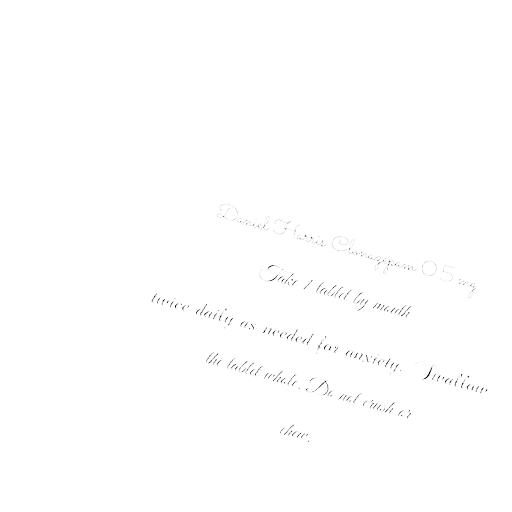 Daniel Harris Clonazepam 0.5 mg
Take 1 tablet by mouth
twice daily as needed for anxiety. Swallow
the tablet whole. Do not crush or
chew.